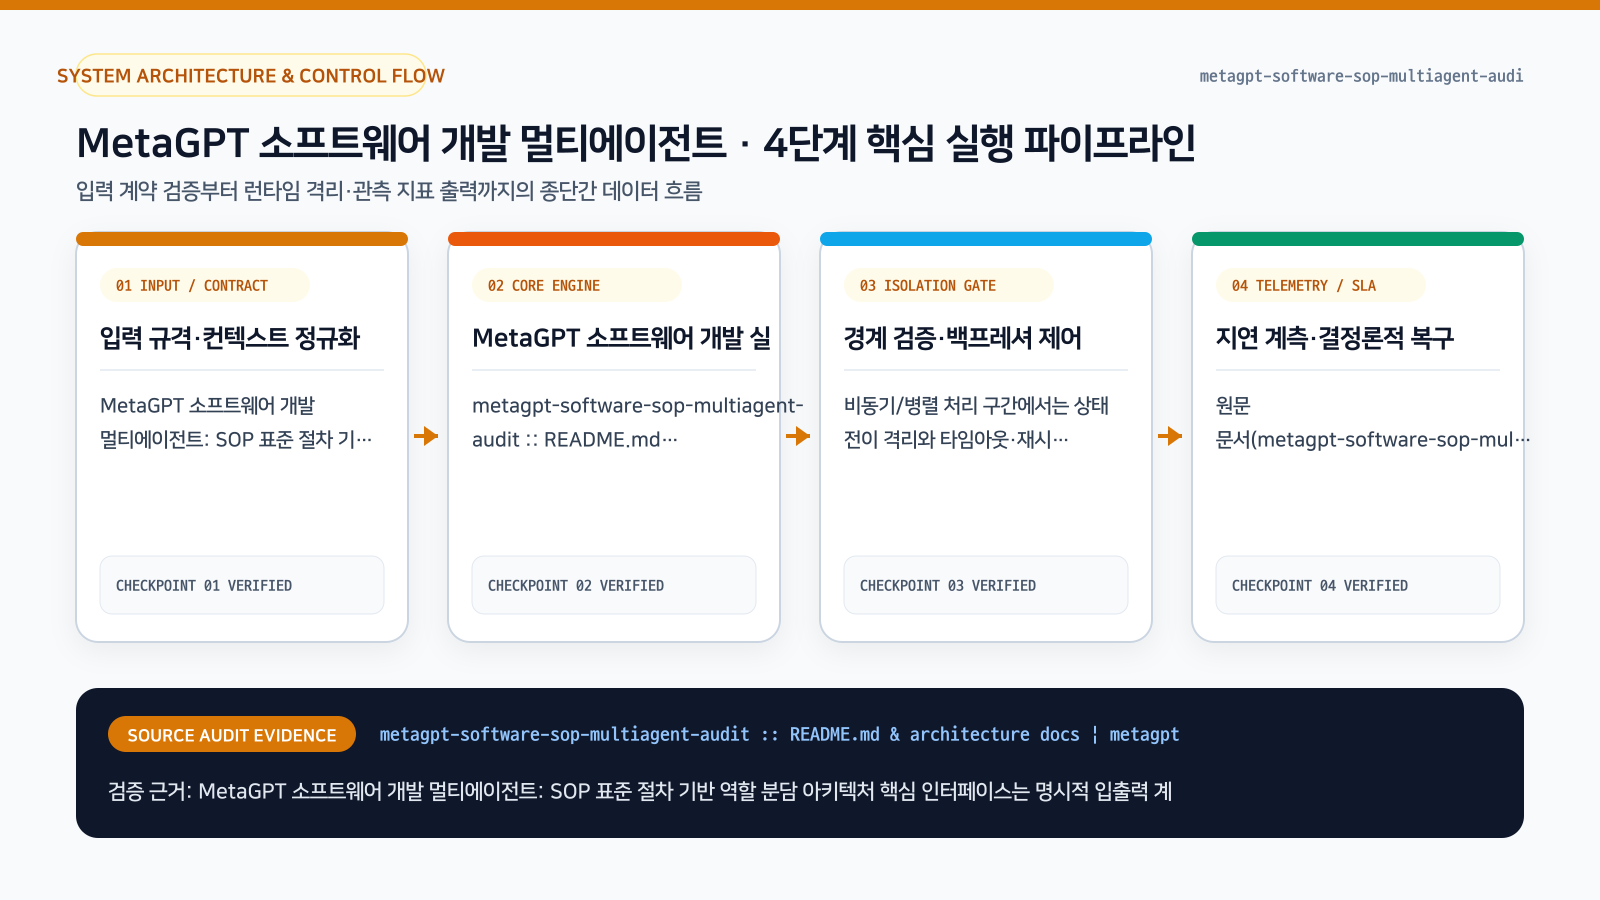 SYSTEM ARCHITECTURE & CONTROL FLOW
metagpt-software-sop-multiagent-audi
MetaGPT 소프트웨어 개발 멀티에이전트 · 4단계 핵심 실행 파이프라인
입력 계약 검증부터 런타임 격리·관측 지표 출력까지의 종단간 데이터 흐름
01 INPUT / CONTRACT
입력 규격·컨텍스트 정규화
MetaGPT 소프트웨어 개발
멀티에이전트: SOP 표준 절차 기…
CHECKPOINT 01 VERIFIED
02 CORE ENGINE
MetaGPT 소프트웨어 개발 실
metagpt-software-sop-multiagent-
audit :: README.md…
CHECKPOINT 02 VERIFIED
03 ISOLATION GATE
경계 검증·백프레셔 제어
비동기/병렬 처리 구간에서는 상태
전이 격리와 타임아웃·재시…
CHECKPOINT 03 VERIFIED
04 TELEMETRY / SLA
지연 계측·결정론적 복구
원문
문서(metagpt-software-sop-mul…
CHECKPOINT 04 VERIFIED
SOURCE AUDIT EVIDENCE
metagpt-software-sop-multiagent-audit :: README.md & architecture docs ¦ metagpt
검증 근거: MetaGPT 소프트웨어 개발 멀티에이전트: SOP 표준 절차 기반 역할 분담 아키텍처 핵심 인터페이스는 명시적 입출력 계